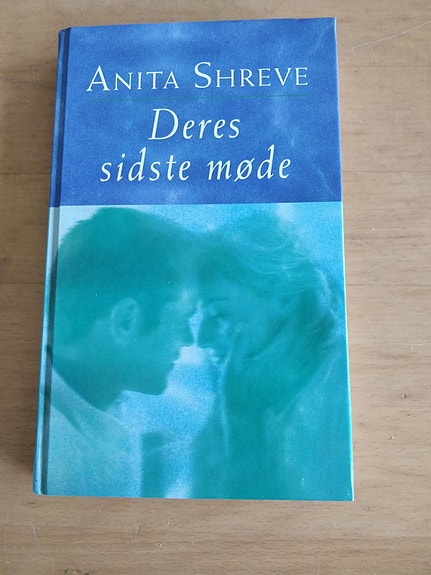 ANITA SHREVE
Deres
sidste møde